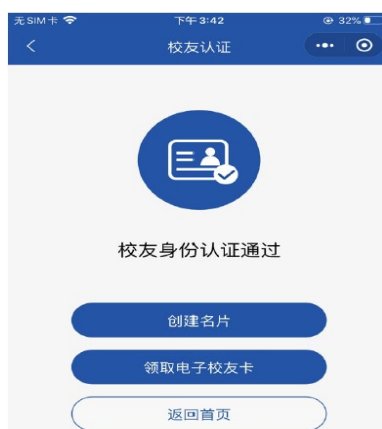 无SIM卡 下午3:42 32%
校友认证
校友身份认证通过
创建名片
领取电子校友卡
返回首页